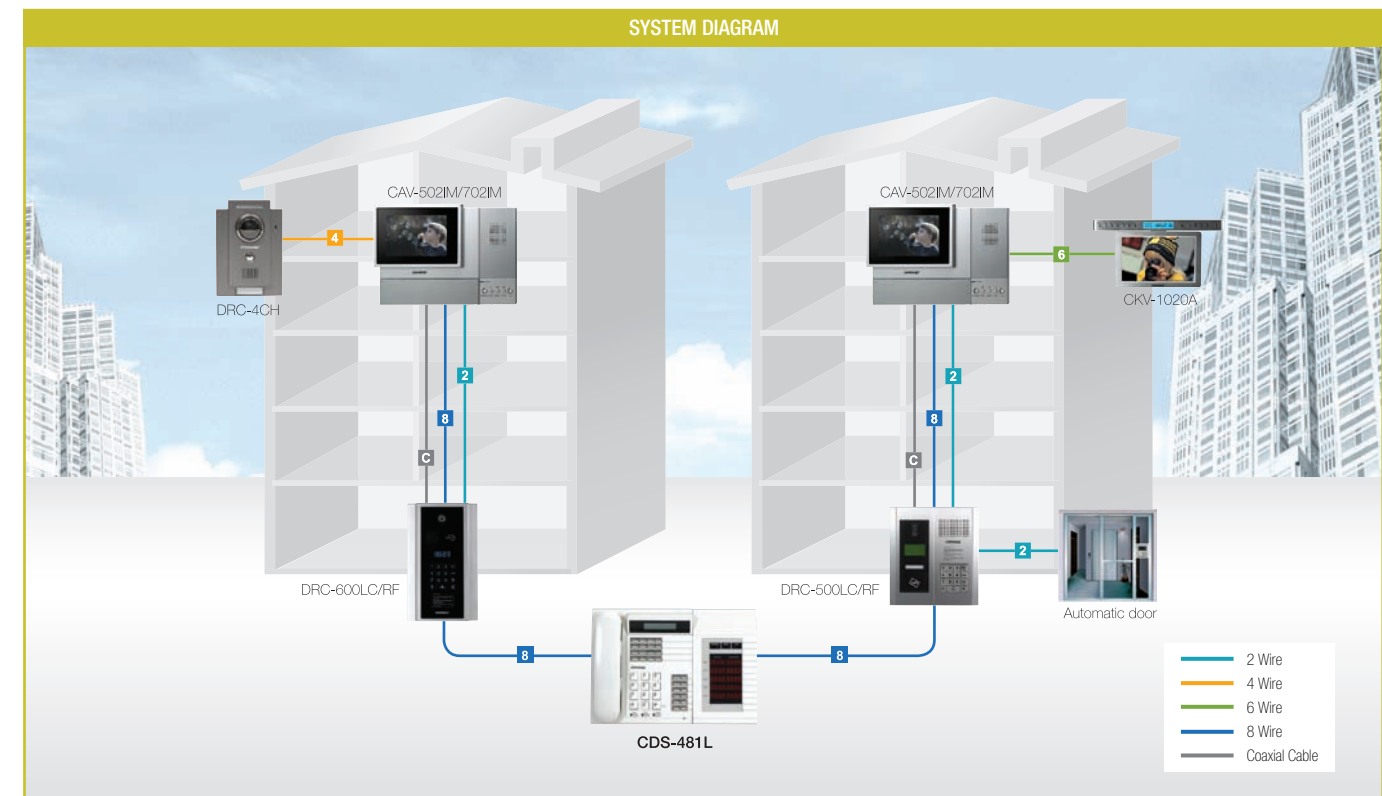 SYSTEM DIAGRAM
CAV-502IM/702IM
CAV-502IM/702IM
4
6
DRC-4CH
CKV-1020A
2
2
8
8
C
C
2
DRC-600LC/RF
DRC-500LC/RF
Automatic door
8
8
CDS-481L
2 Wire
4 Wire
6 Wire
8 Wire
Coaxial Cable